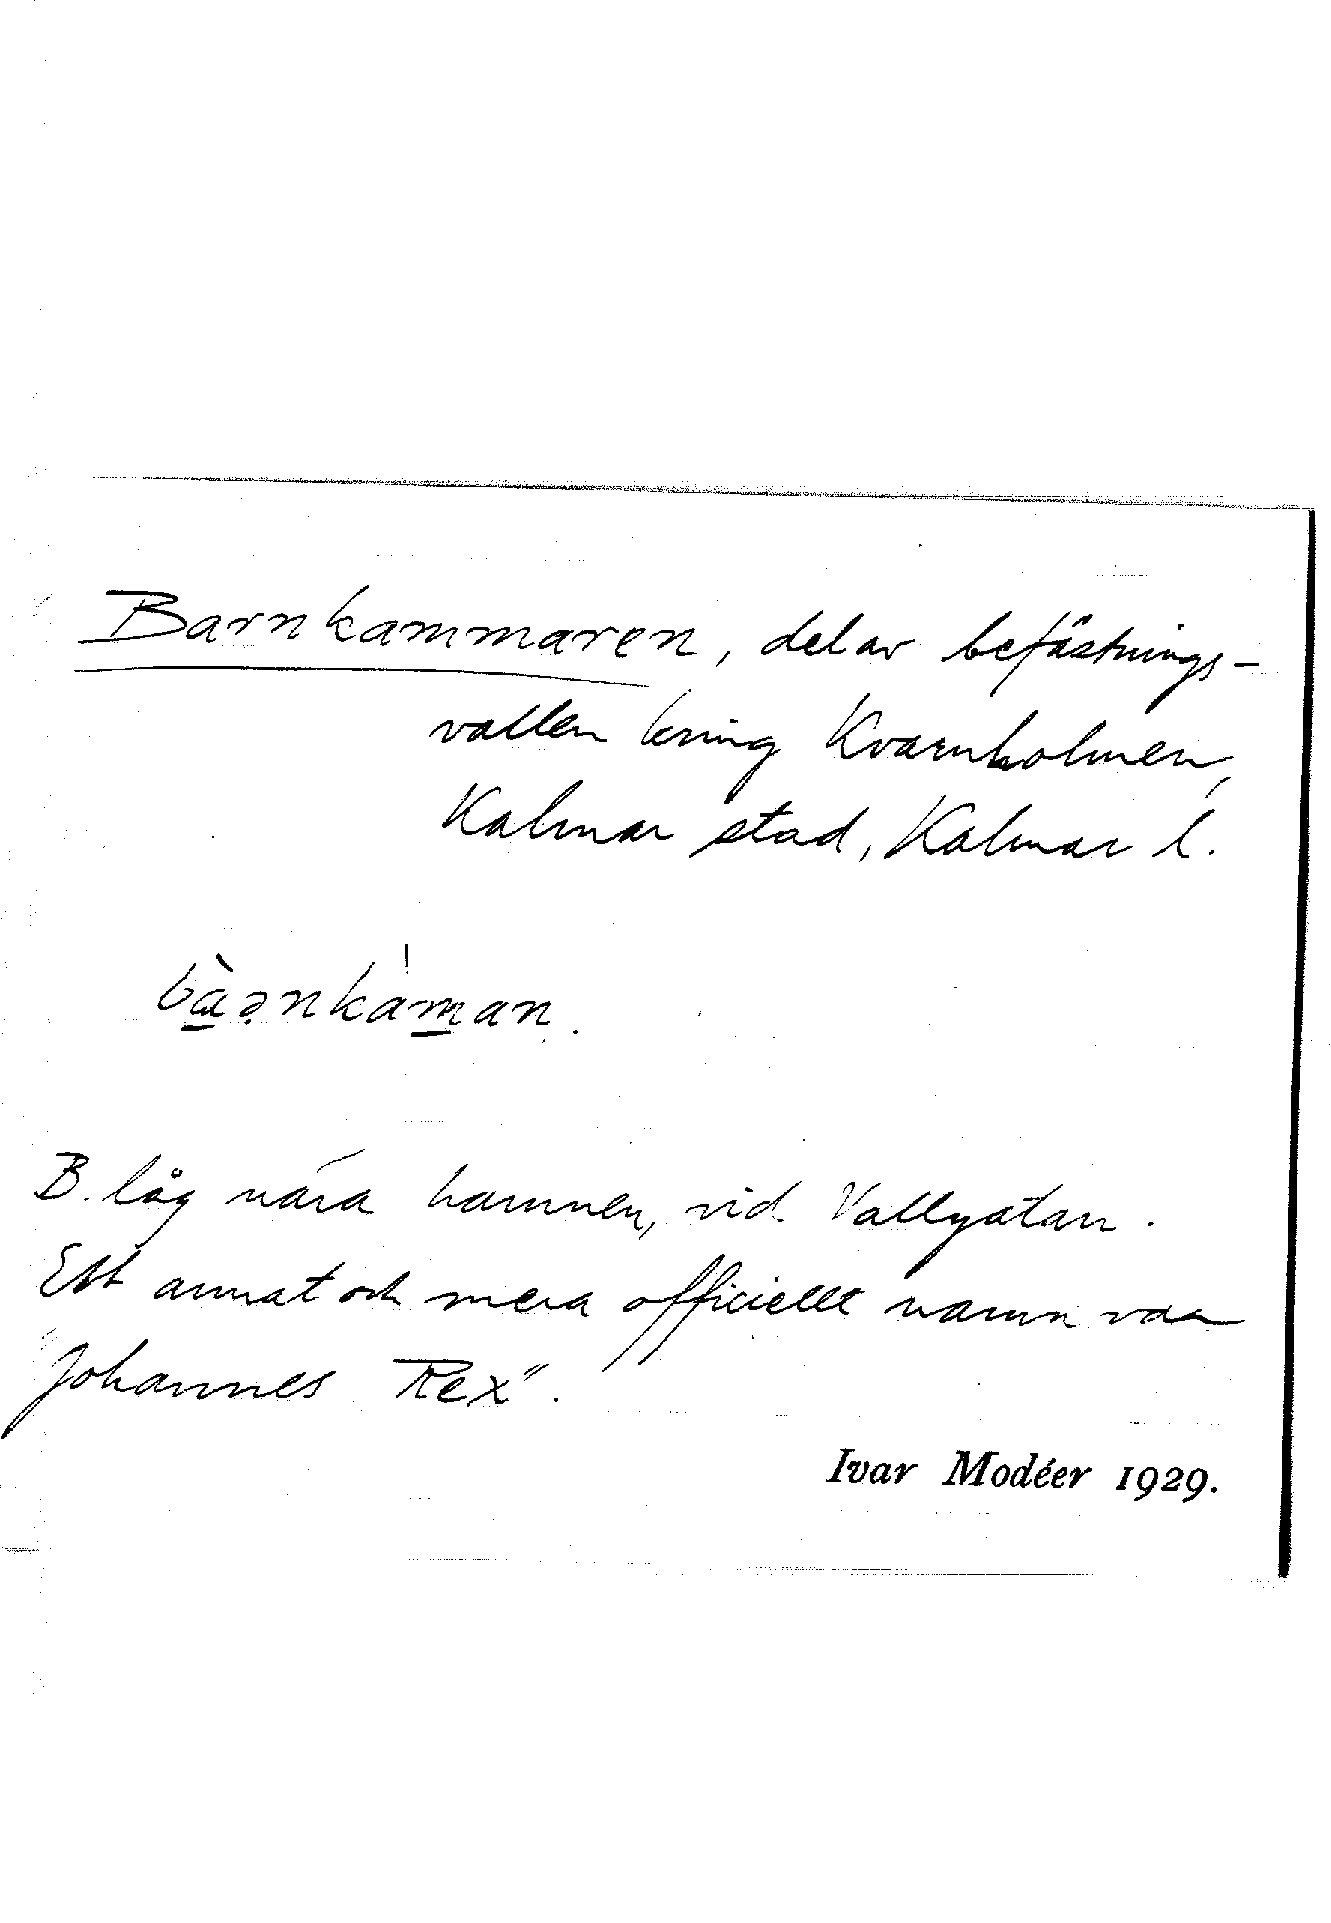 Barnkammaren, del av befästnings-
vallen kring Kvarnholmen,
Kalmar stad, Kalmar l.
bàənkàman.
B. låg nära hamnen, vid Vallgatan.
Ett annat och mera officiellt namn var
Johannes Rex".
Ivar Modéer 1929.